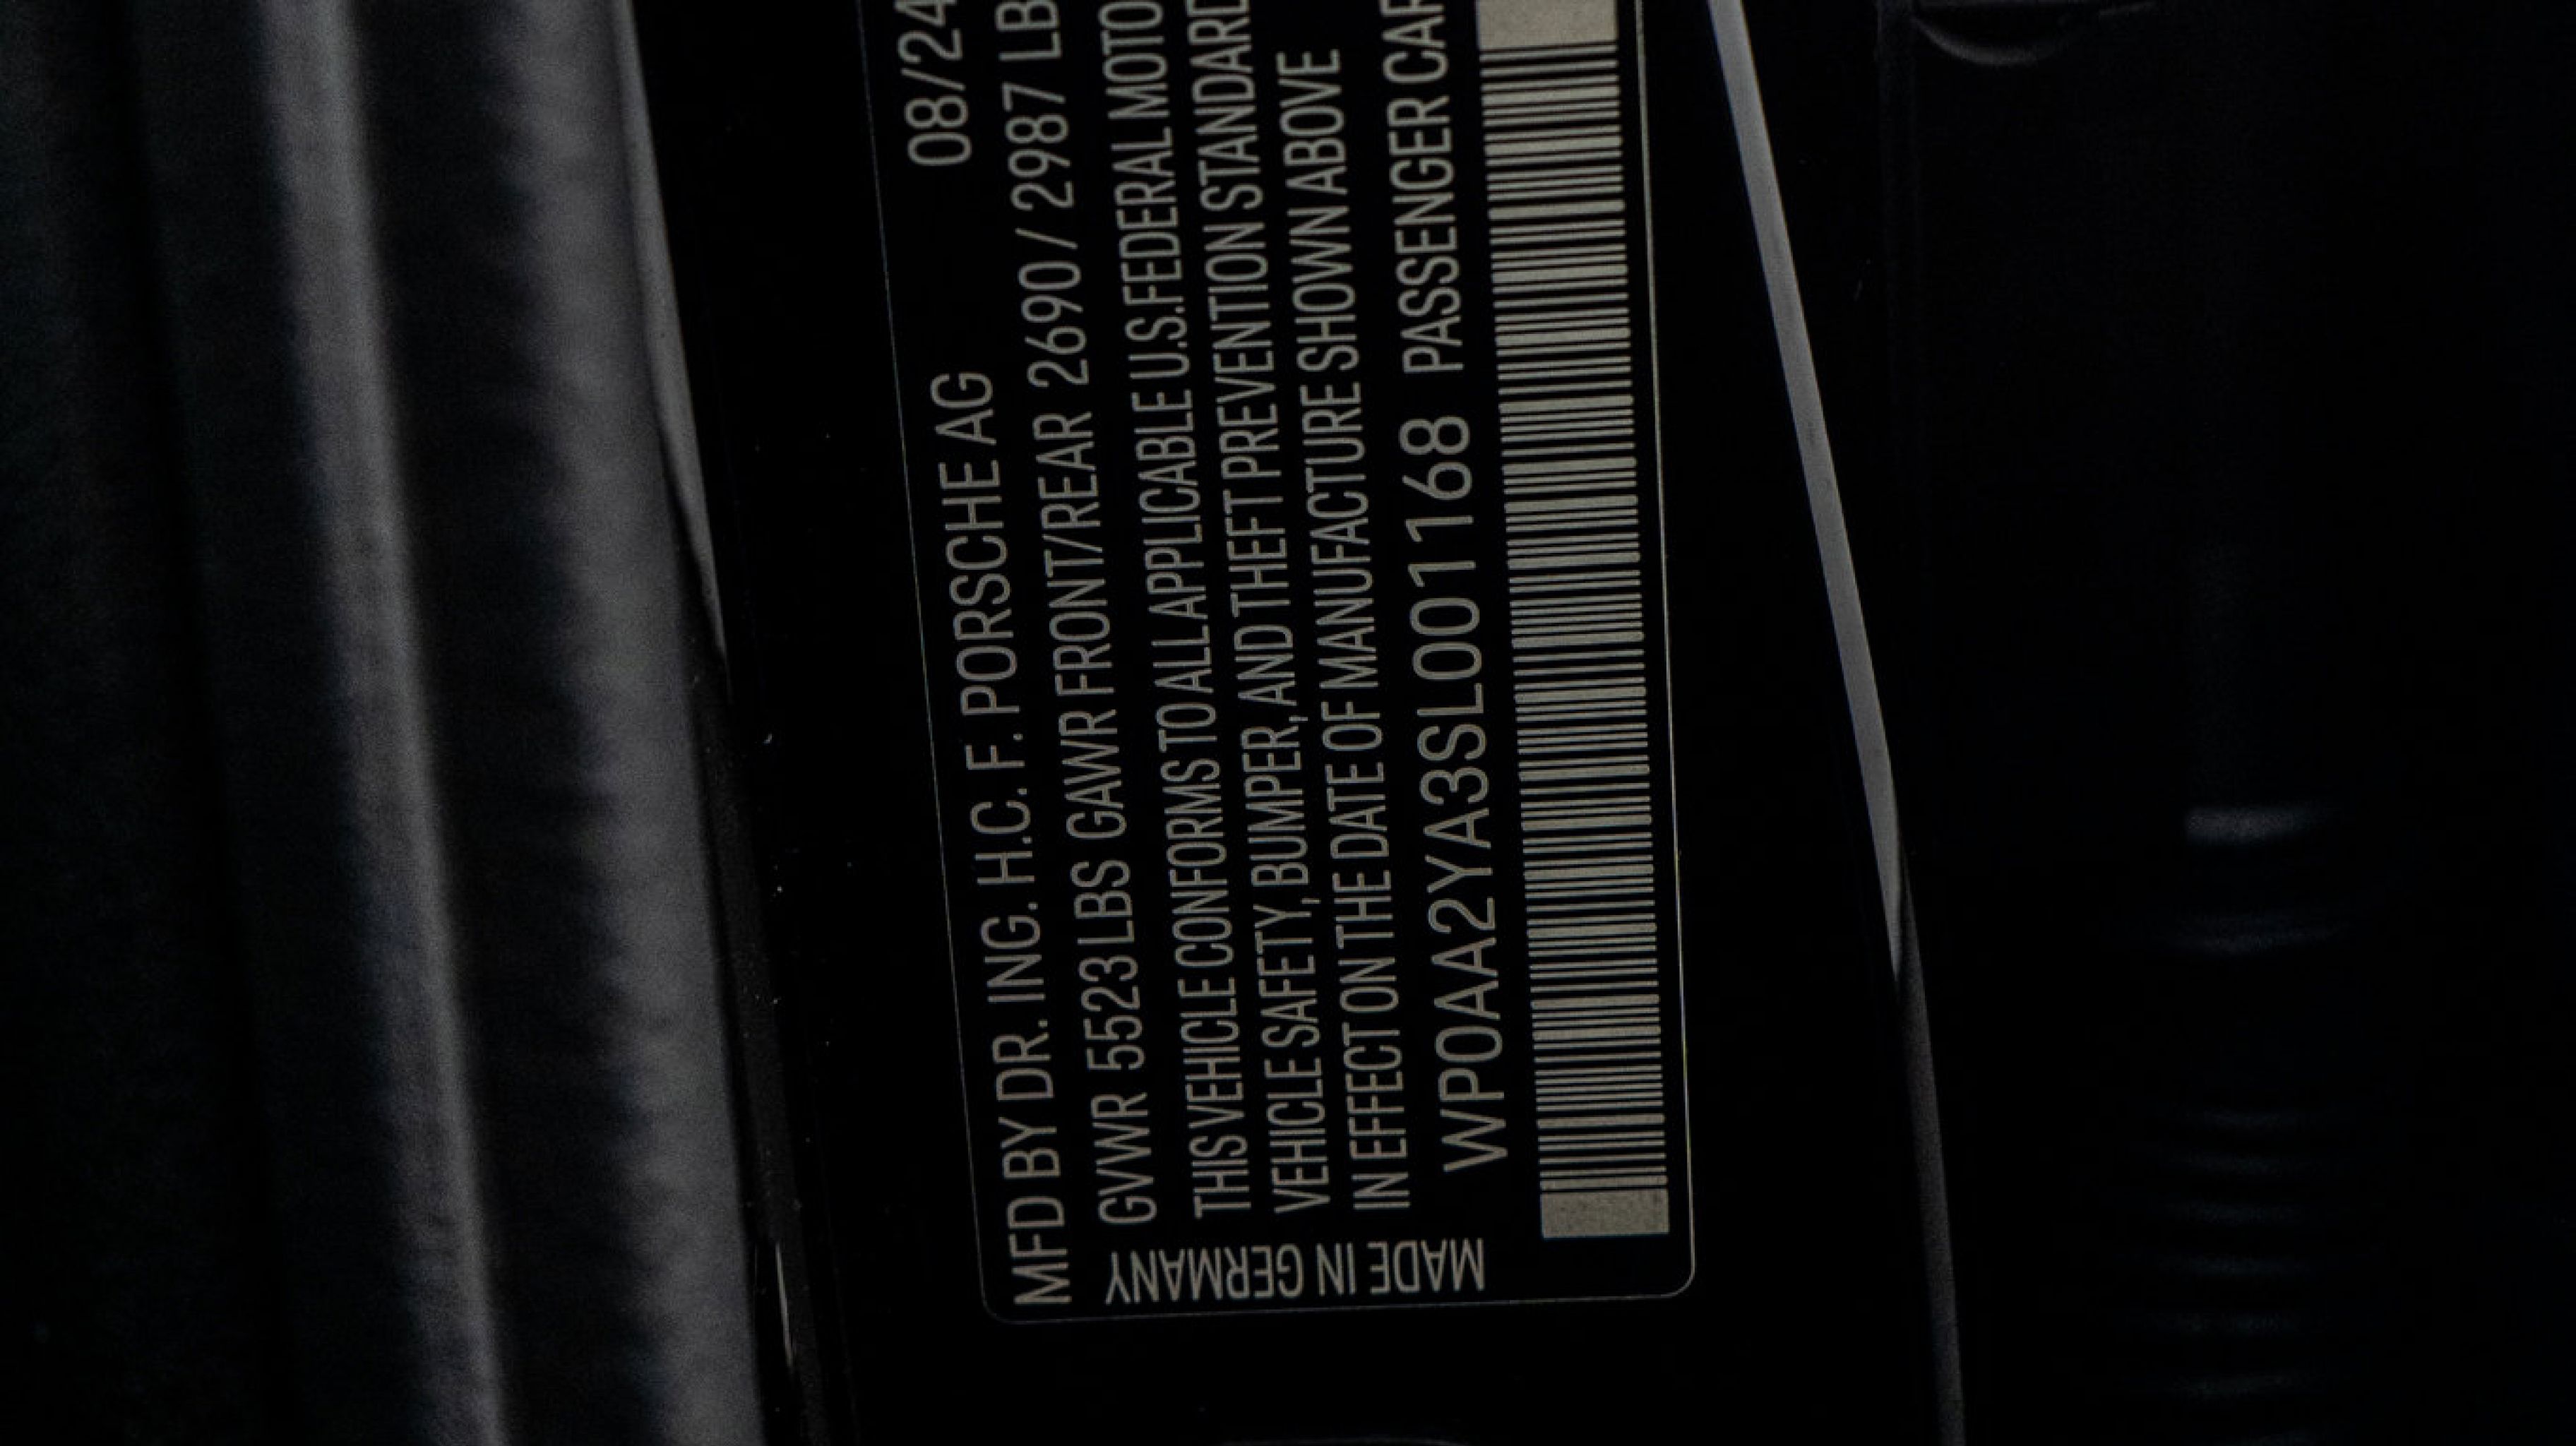 MFD BY DR. ING. H.C. F. PORSCHE AG 08/24
GVWR 5523 LBS GAWR FRONT/REAR 2690 / 2987 LB
THIS VEHICLE CONFORMS TO ALL APPLICABLE U.S.FEDERAL MOTO
VEHICLE SAFETY, BUMPER, AND THEFT PREVENTION STANDARD
IN EFFECT ON THE DATE OF MANUFACTURE SHOWN ABOVE
WP0AA2YA3SL001168 PASSENGER CAR
MADE IN GERMANY